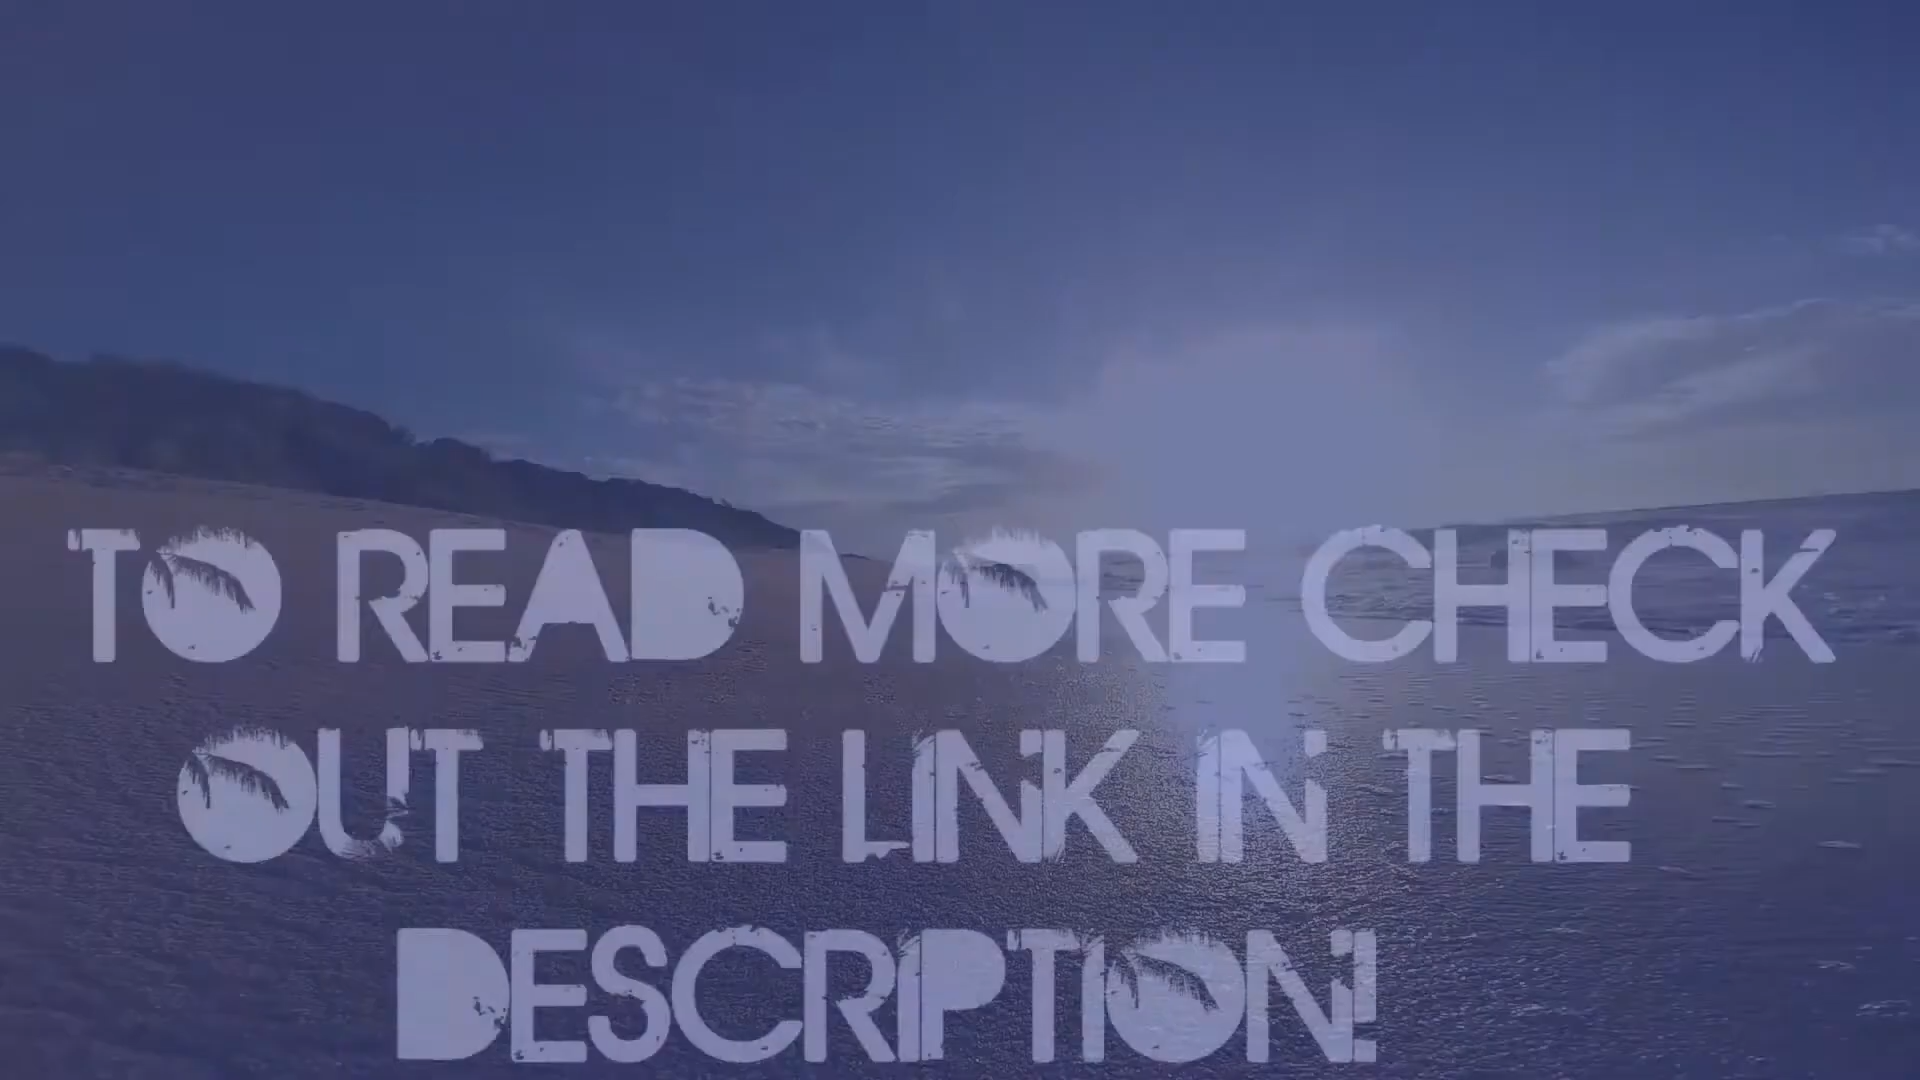 TO READ MORE CHECK
OUT THE LINK IN THE
DESCRIPTION!